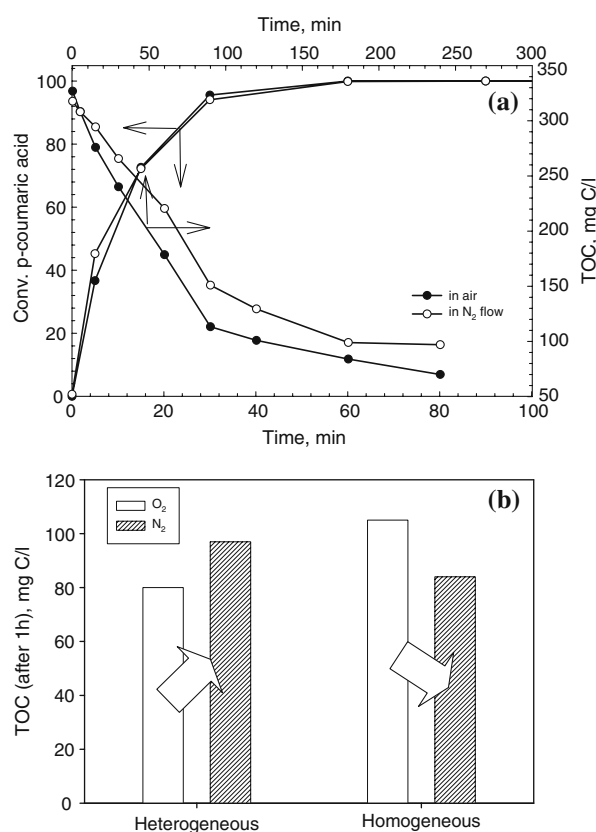 Time, min
0 50 100 150 200 250 300
(a)
100
80
60
40
20
0
Conv. p-coumaric acid
350
300
250
200
150
100
50
TOC, mg C/l
in air
in N2 flow
0 20 40 60 80 100
Time, min
120
100
80
60
40
20
0
TOC (after 1h), mg C/l
O2
N2
(b)
Heterogeneous Homogeneous